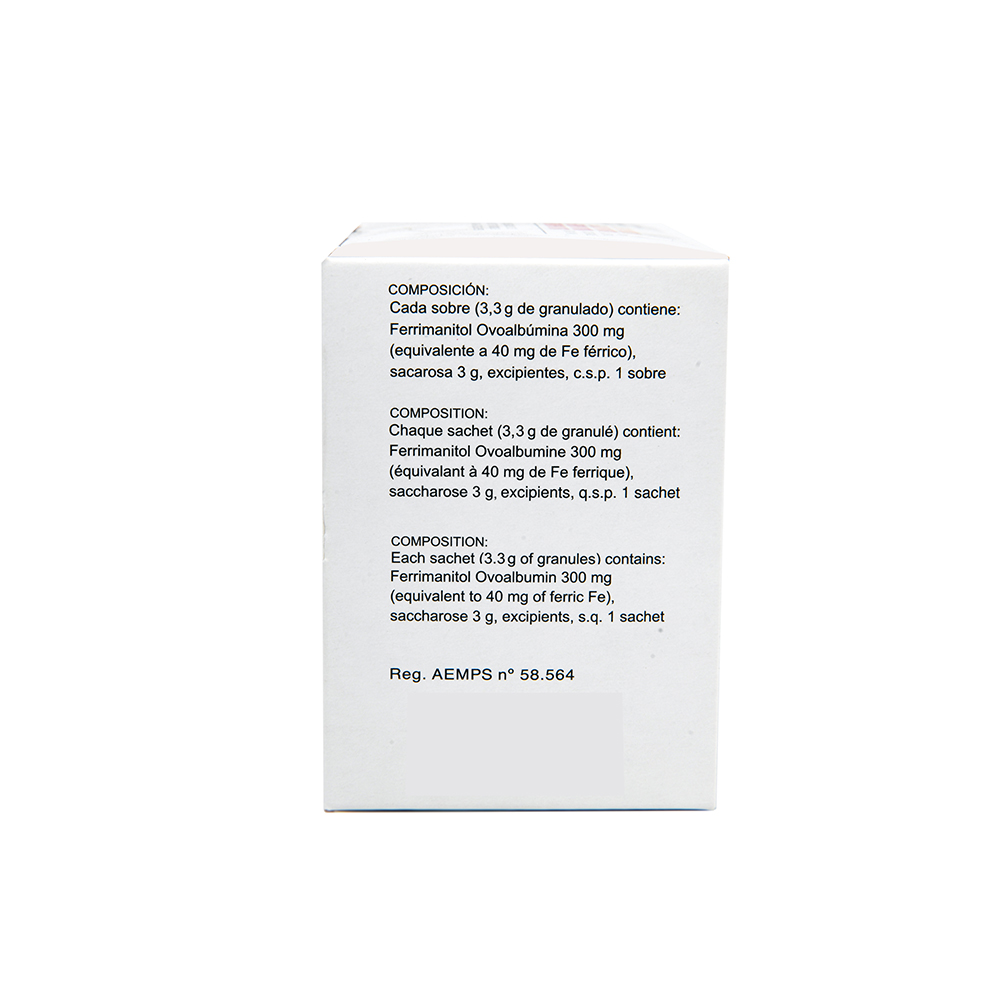 COMPOSICIÓN:
Cada sobre (3,3 g de granulado) contiene:
Ferrimanitol Ovoalbúmina 300 mg
(equivalente a 40 mg de Fe férrico),
sacarosa 3 g, excipientes, c.s.p. 1 sobre
COMPOSITION:
Chaque sachet (3,3 g de granulé) contient:
Ferrimanitol Ovoalbumine 300 mg
(équivalant à 40 mg de Fe ferrique),
saccharose 3 g, excipients, q.s.p. 1 sachet
COMPOSITION:
Each sachet (3.3 g of granules) contains:
Ferrimanitol Ovoalbumin 300 mg
(equivalent to 40 mg of ferric Fe),
saccharose 3 g, excipients, s.q. 1 sachet
Reg. AEMPS nº 58.564